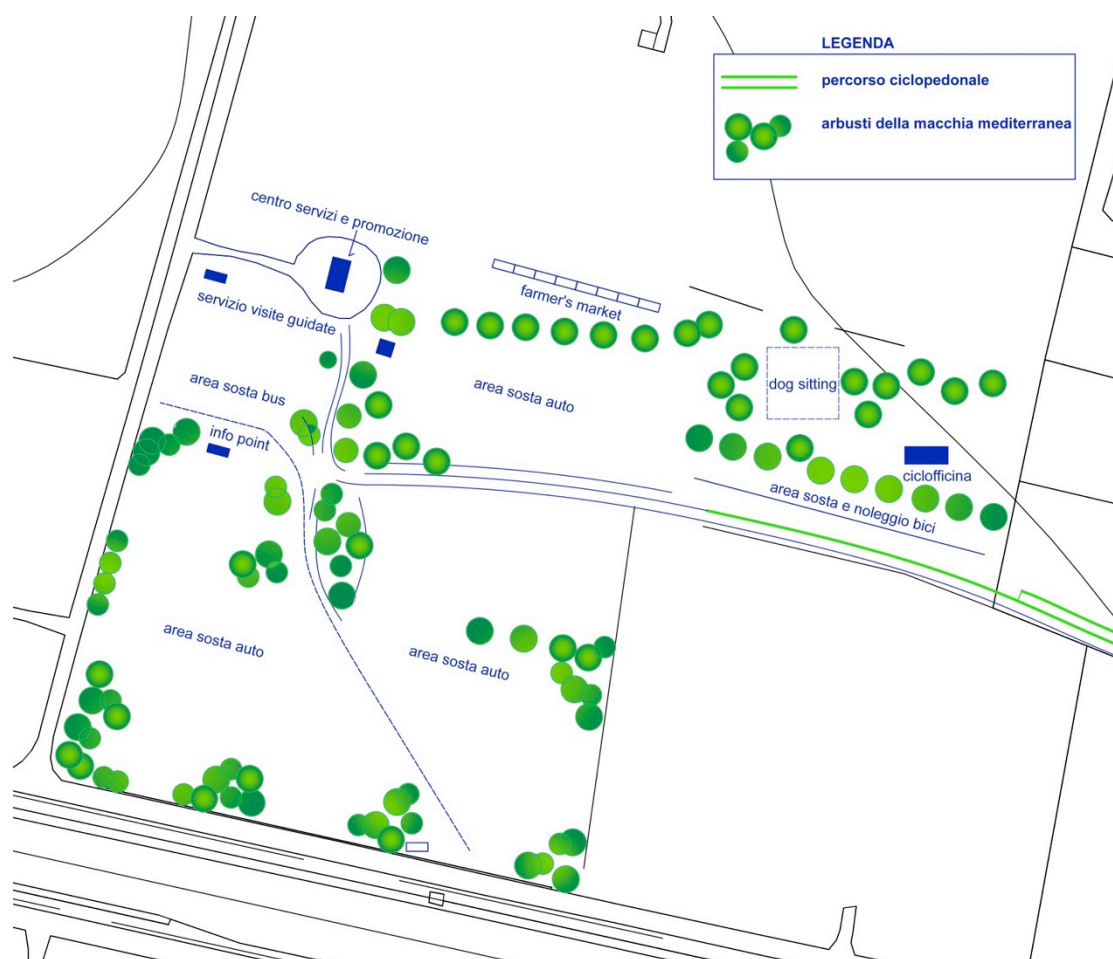 LEGENDA
percorso ciclopedonale
arbusti della macchia mediterranea
centro servizi e promozione
servizio visite guidate
farmer's market
area sosta bus
area sosta auto
dog sitting
info point
ciclofficina
area sosta e noleggio bici
area sosta auto
area sosta auto